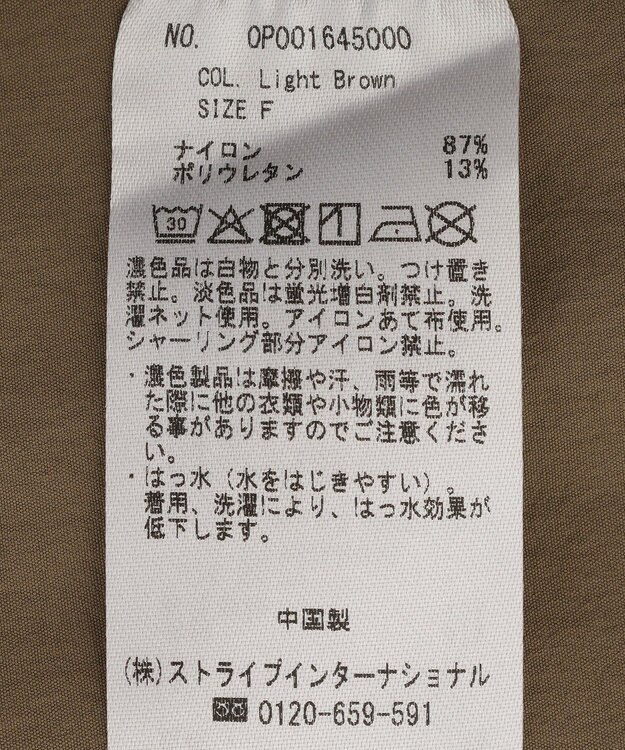 NO. OP001645000
COL. Light Brown
SIZE F
ナイロン 87%
ポリウレタン 13%
30
濃色品は白物と分別洗い。つけ置き
禁止。淡色品は蛍光増白剤禁止。洗
濯ネット使用。アイロンあて布使用。
シャーリング部分アイロン禁止。
・濃色製品は摩擦や汗、雨等で濡れ
た際に他の衣類や小物類に色が移
る事がありますのでご注意くださ
い。
・はっ水（水をはじきやすい）。
着用、洗濯により、はっ水効果が
低下します。
中国製
(株)ストライプインターナショナル
0120-659-591